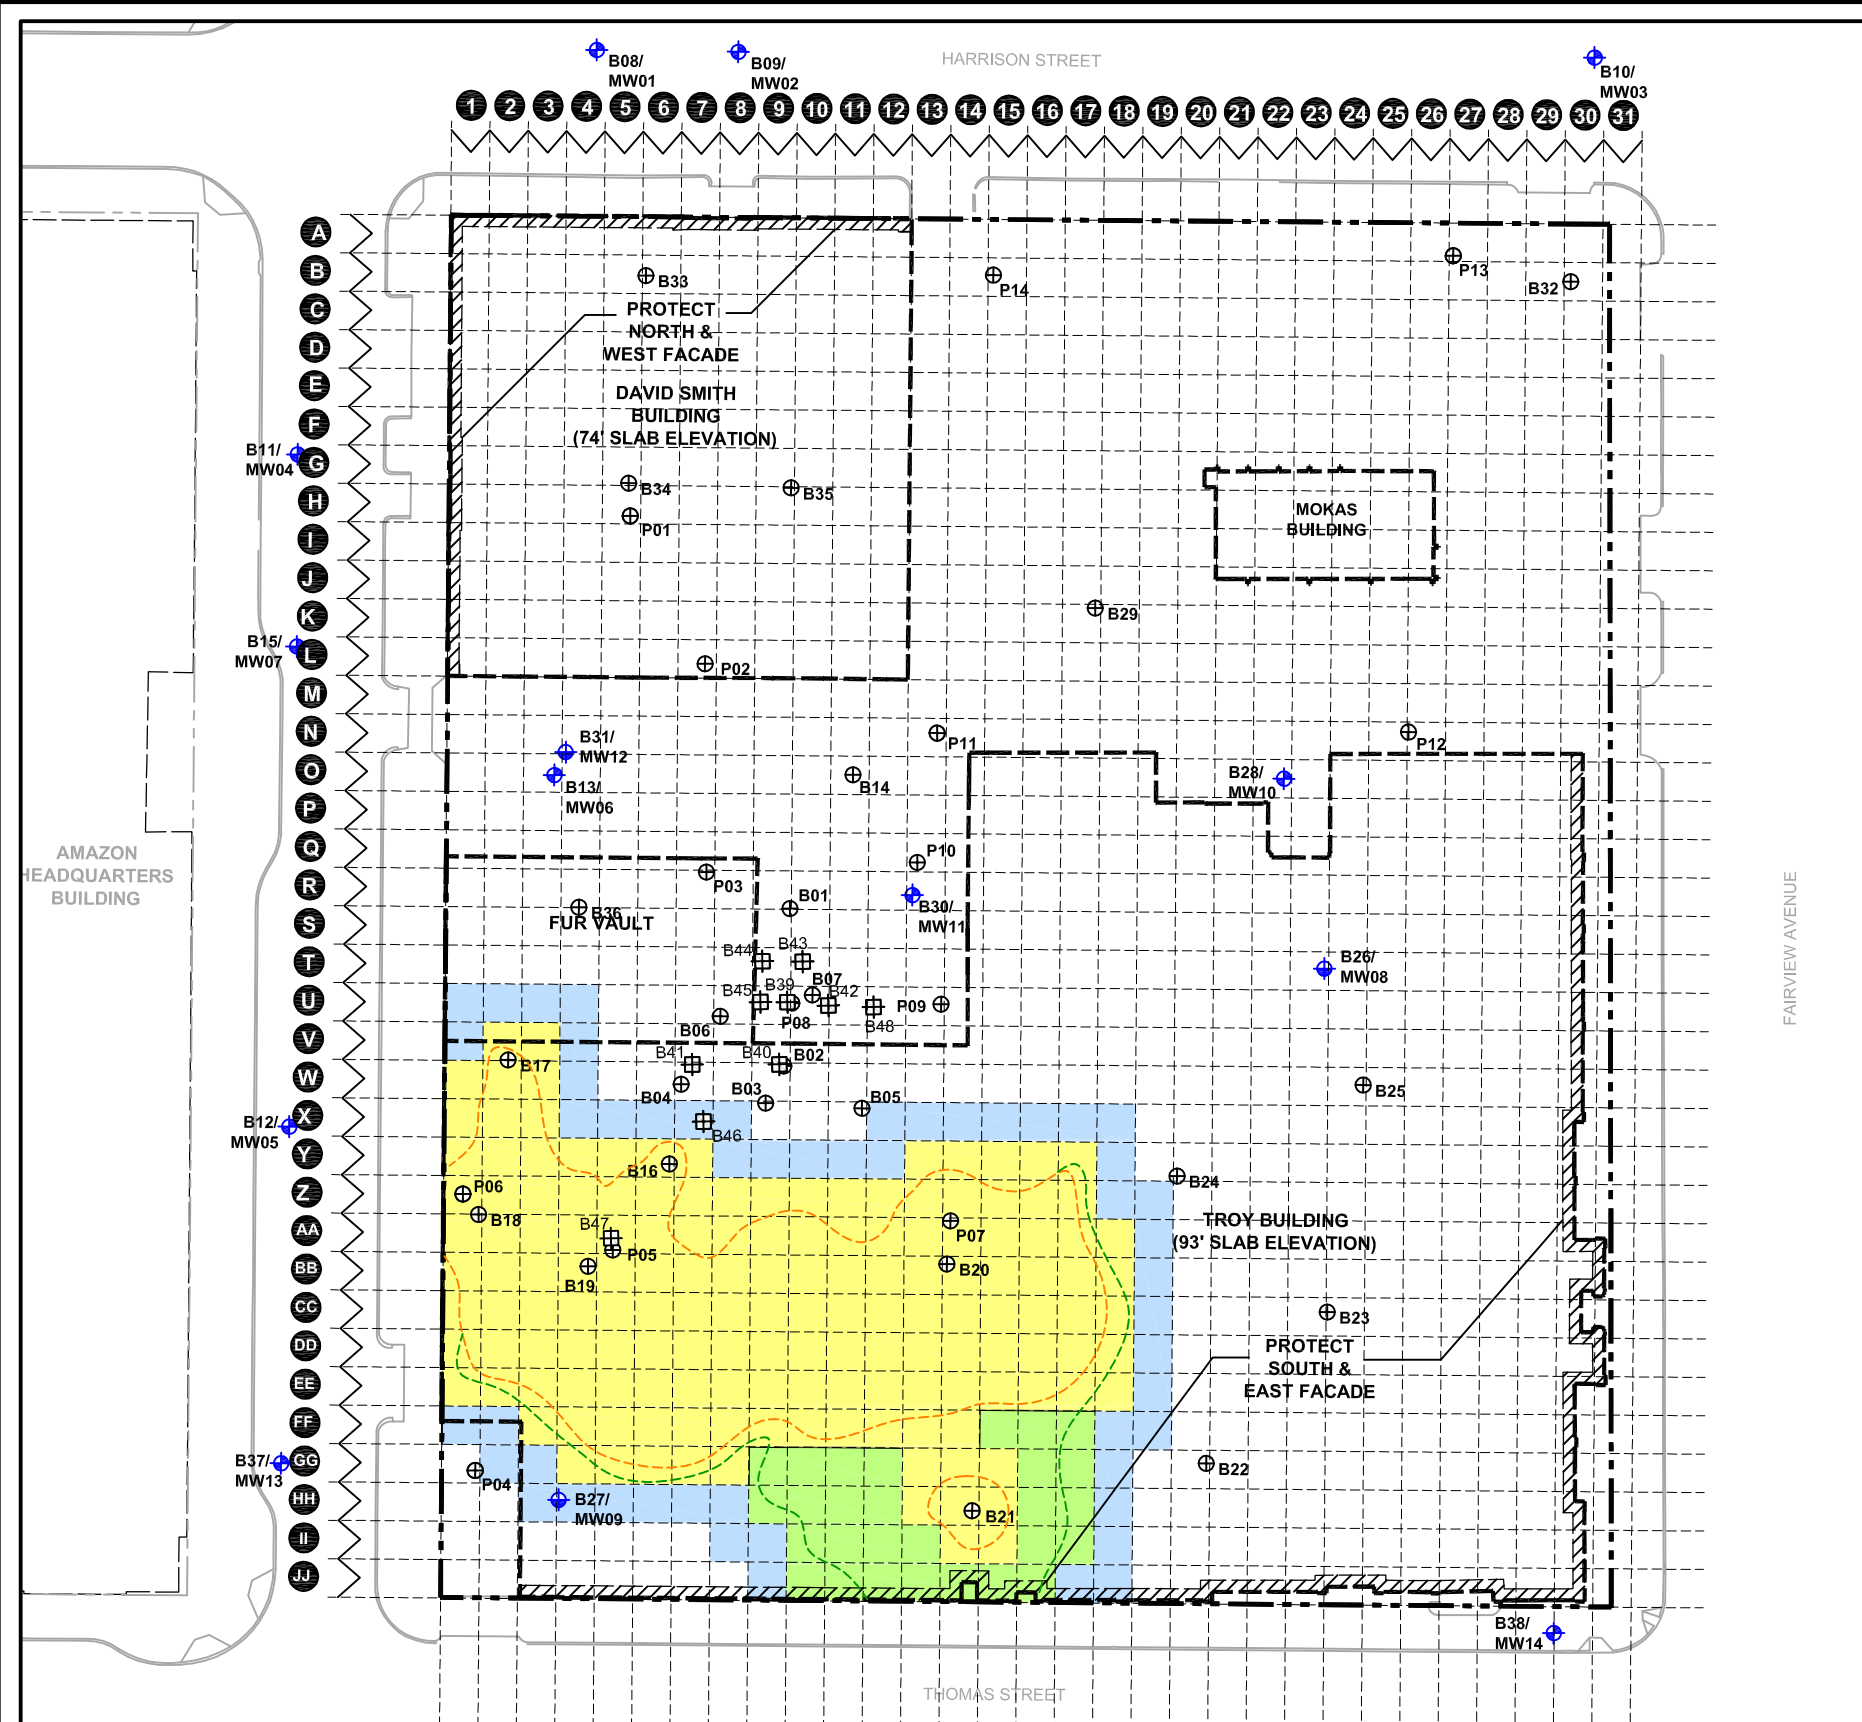 HARRISON STREET
B08/
MW01
B09/
MW02
B10/
MW03
1 2 3 4 5 6 7 8 9 10 11 12 13 14 15 16 17 18 19 20 21 22 23 24 25 26 27 28 29 30 31
A
B
C
D
E
F
G
H
I
J
K
L
M
N
O
P
Q
R
S
T
U
V
W
X
Y
Z
AA
BB
CC
DD
EE
FF
GG
HH
II
JJ
B33
P14
P13
B32
PROTECT
NORTH &
WEST FACADE
DAVID SMITH
BUILDING
(74' SLAB ELEVATION)
B11/
MW04
B34
B35
P01
MOKAS
BUILDING
B29
B15/
MW07
P02
B31/
MW12
B13/
MW06
P11
B14
B28/
MW10
P12
AMAZON
HEADQUARTERS
BUILDING
P03
P10
B01
B30/
MW11
B36
FUR VAULT
B44
B43
B07
B45
B39
B42
P09
P08
B48
B06
B26/
MW08
FAIRVIEW AVENUE
B17
B41
B40
B02
B04
B03
B05
B25
B12/
MW05
B46
B16
B24
P06
B18
B47
P05
B19
P07
B20
TROY BUILDING
(93' SLAB ELEVATION)
B23
PROTECT
SOUTH &
EAST FACADE
B37/
MW13
P04
B27/
MW09
B21
B22
B38/
MW14
THOMAS STREET